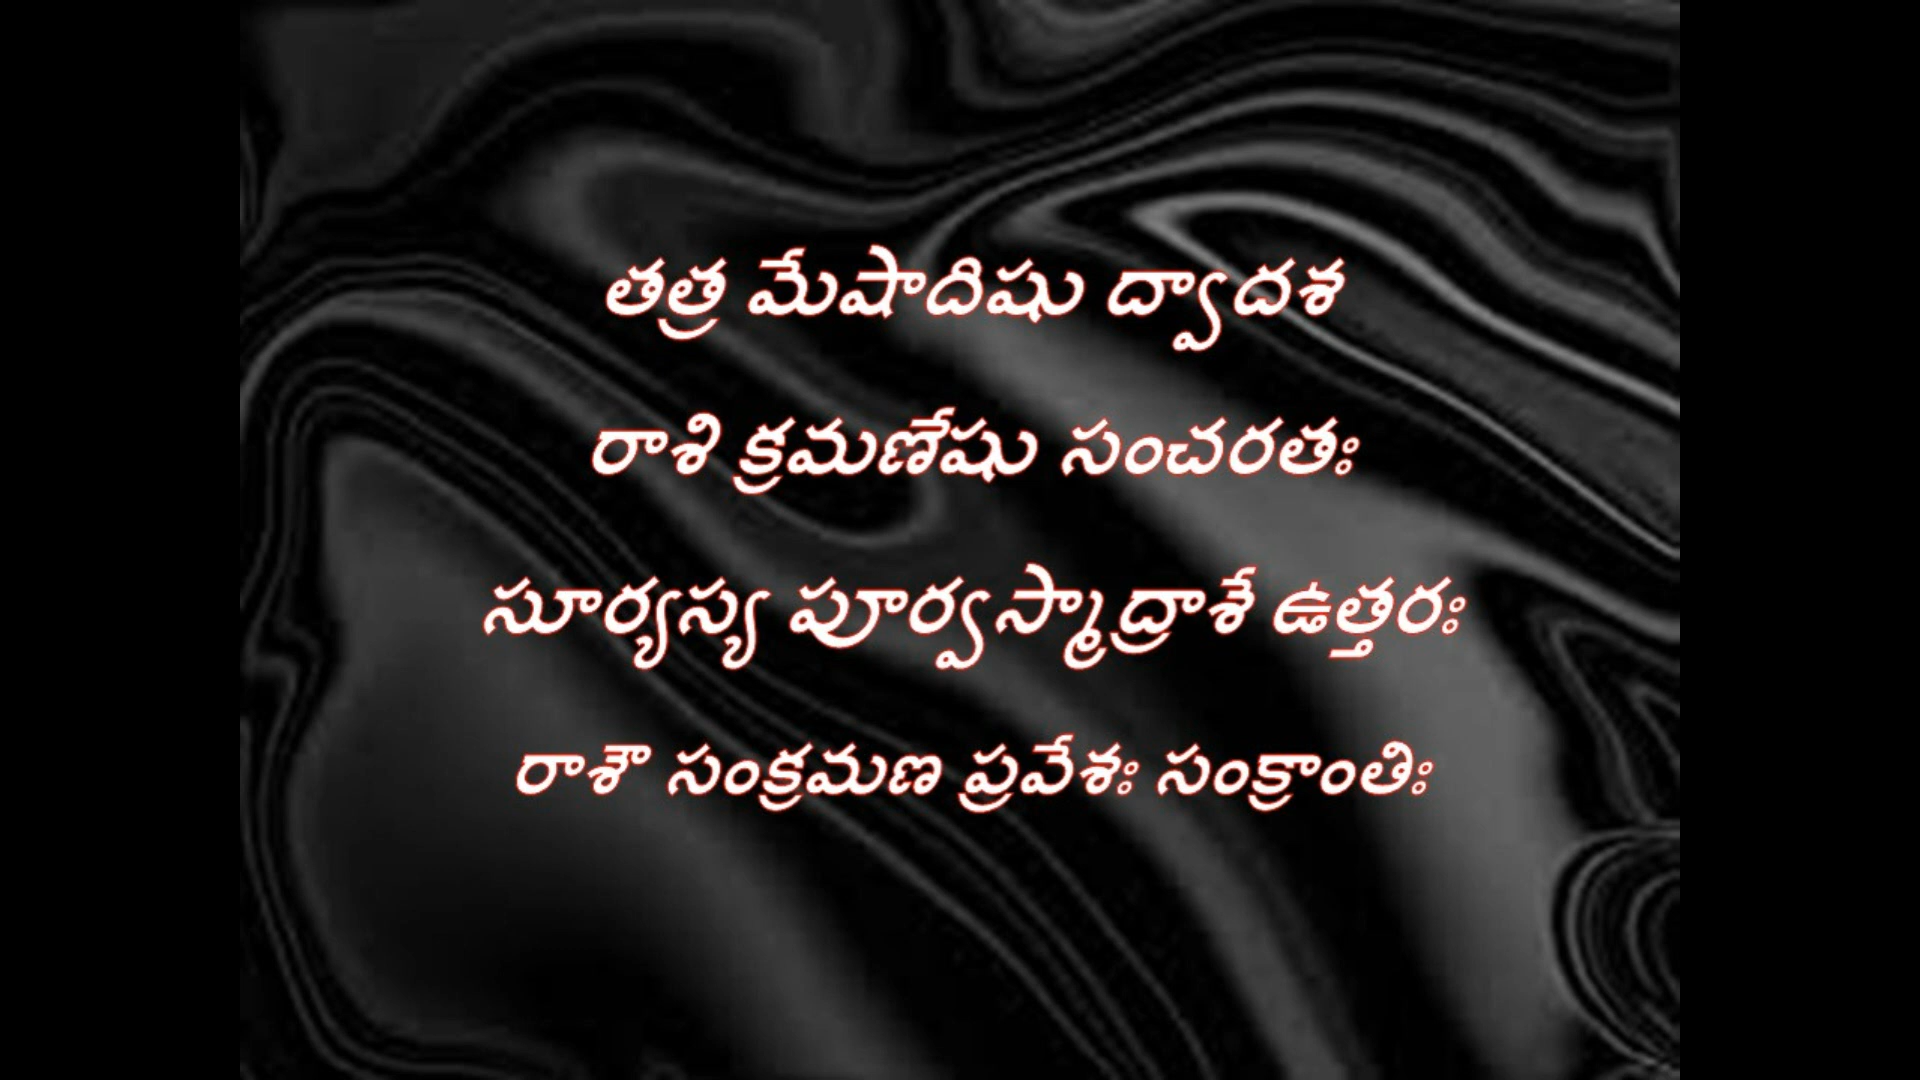 తత్ర మేషాదిషు ద్వాదశ
రాశి క్రమణేషు సంచరతః
సూర్యస్య పూర్వస్మాద్రాశే ఉత్తరః
రాశౌ సంక్రమణ ప్రవేశః సంక్రాంతిః